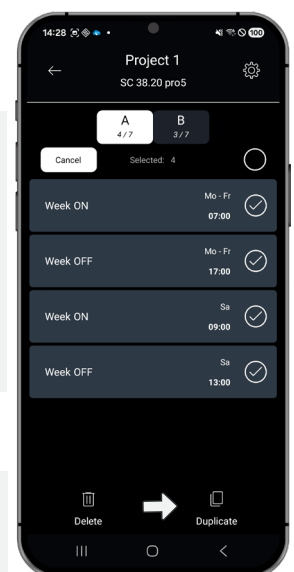 14:28
100
Project 1
SC 38.20 pro5
A
4 / 7
B
3 / 7
Cancel
Selected: 4
Week ON
Mo - Fr
07:00
Week OFF
Mo - Fr
17:00
Week ON
Sa
09:00
Week OFF
Sa
13:00
Delete
Duplicate